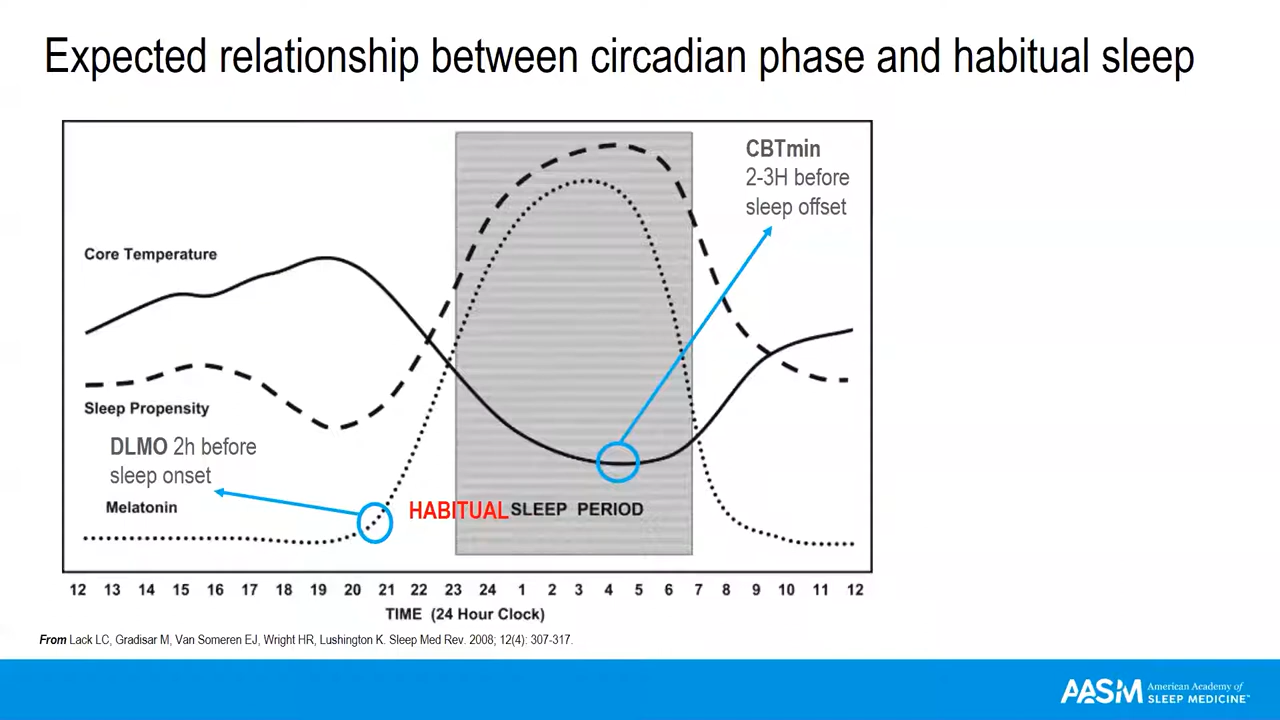 Expected relationship between circadian phase and habitual sleep
CBTmin
2-3H before
sleep offset
Core Temperature
Sleep Propensity
DLMO 2h before
sleep onset
Melatonin
HABITUAL SLEEP PERIOD
12 13 14 15 16 17 18 19 20 21 22 23 24 1 2 3 4 5 6 7 8 9 10 11 12
TIME (24 Hour Clock)
From Lack LC, Gradisar M, Van Someren EJ, Wright HR, Lushington K. Sleep Med Rev. 2008; 12(4): 307-317.
AASM American Academy of
SLEEP MEDICINE™